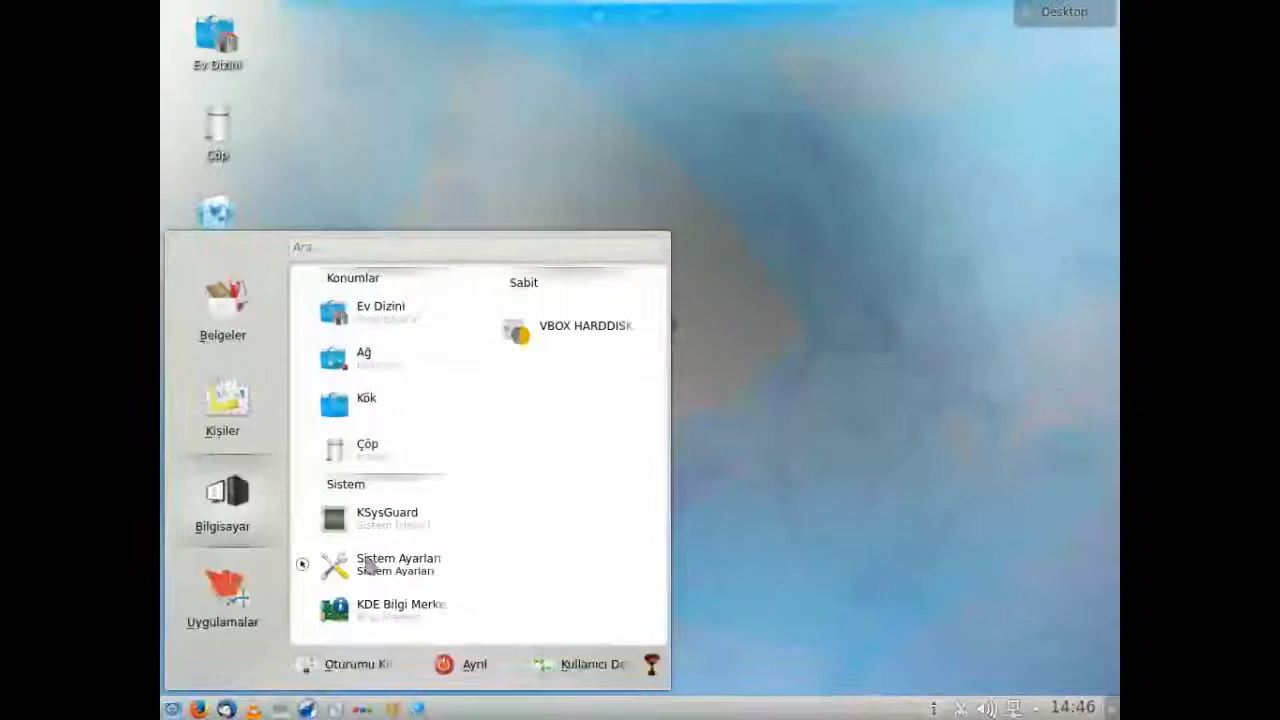 Desktop
Ev Dizini
Çöp
Ara...
Belgeler
Kişiler
Bilgisayar
Uygulamalar
Konumlar
Ev Dizini
Ağ
Kök
Çöp
Sistem
KSysGuard
Sistem Ayarları
Sistem Ayarları
KDE Bilgi Merke
Sabit
VBOX HARDDISK
Oturumu Ki
Ayrıl
Kullanıcı De
14:46